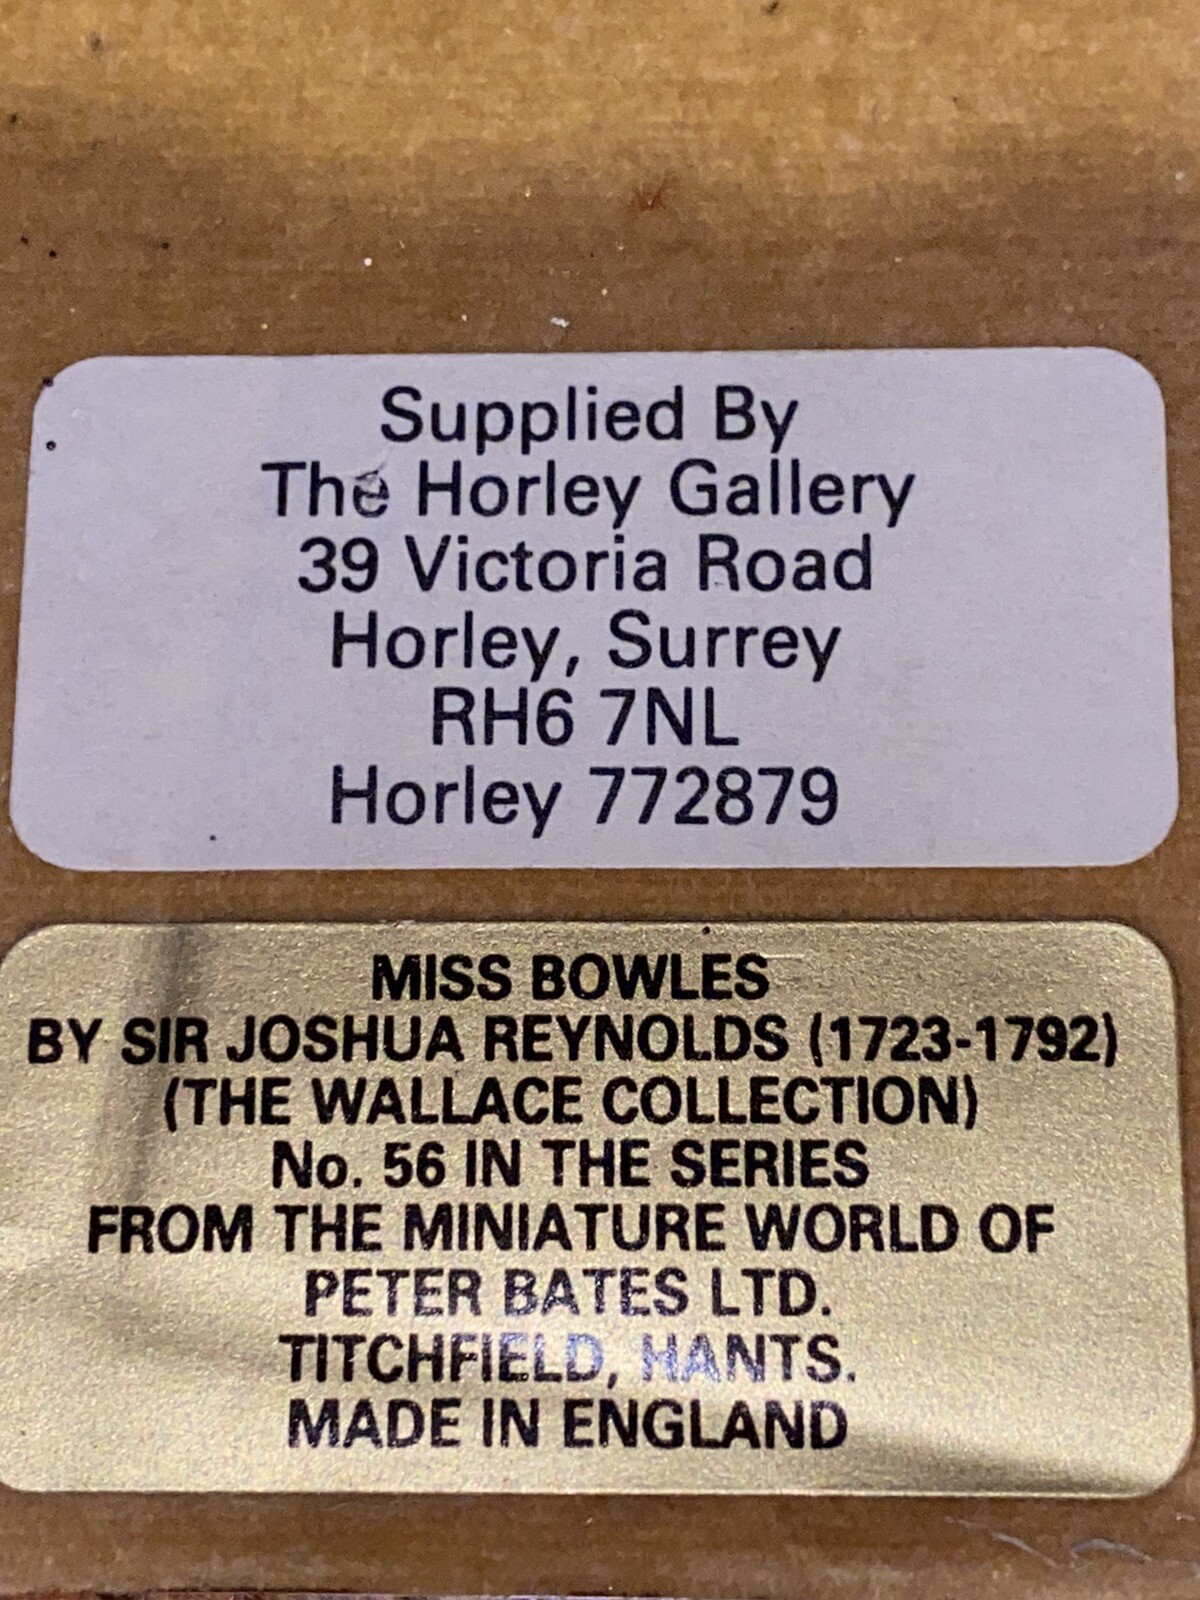 Supplied By
The Horley Gallery
39 Victoria Road
Horley, Surrey
RH6 7NL
Horley 772879
MISS BOWLES
BY SIR JOSHUA REYNOLDS (1723-1792)
(THE WALLACE COLLECTION)
No. 56 IN THE SERIES
FROM THE MINIATURE WORLD OF
PETER BATES LTD.
TITCHFIELD, HANTS.
MADE IN ENGLAND